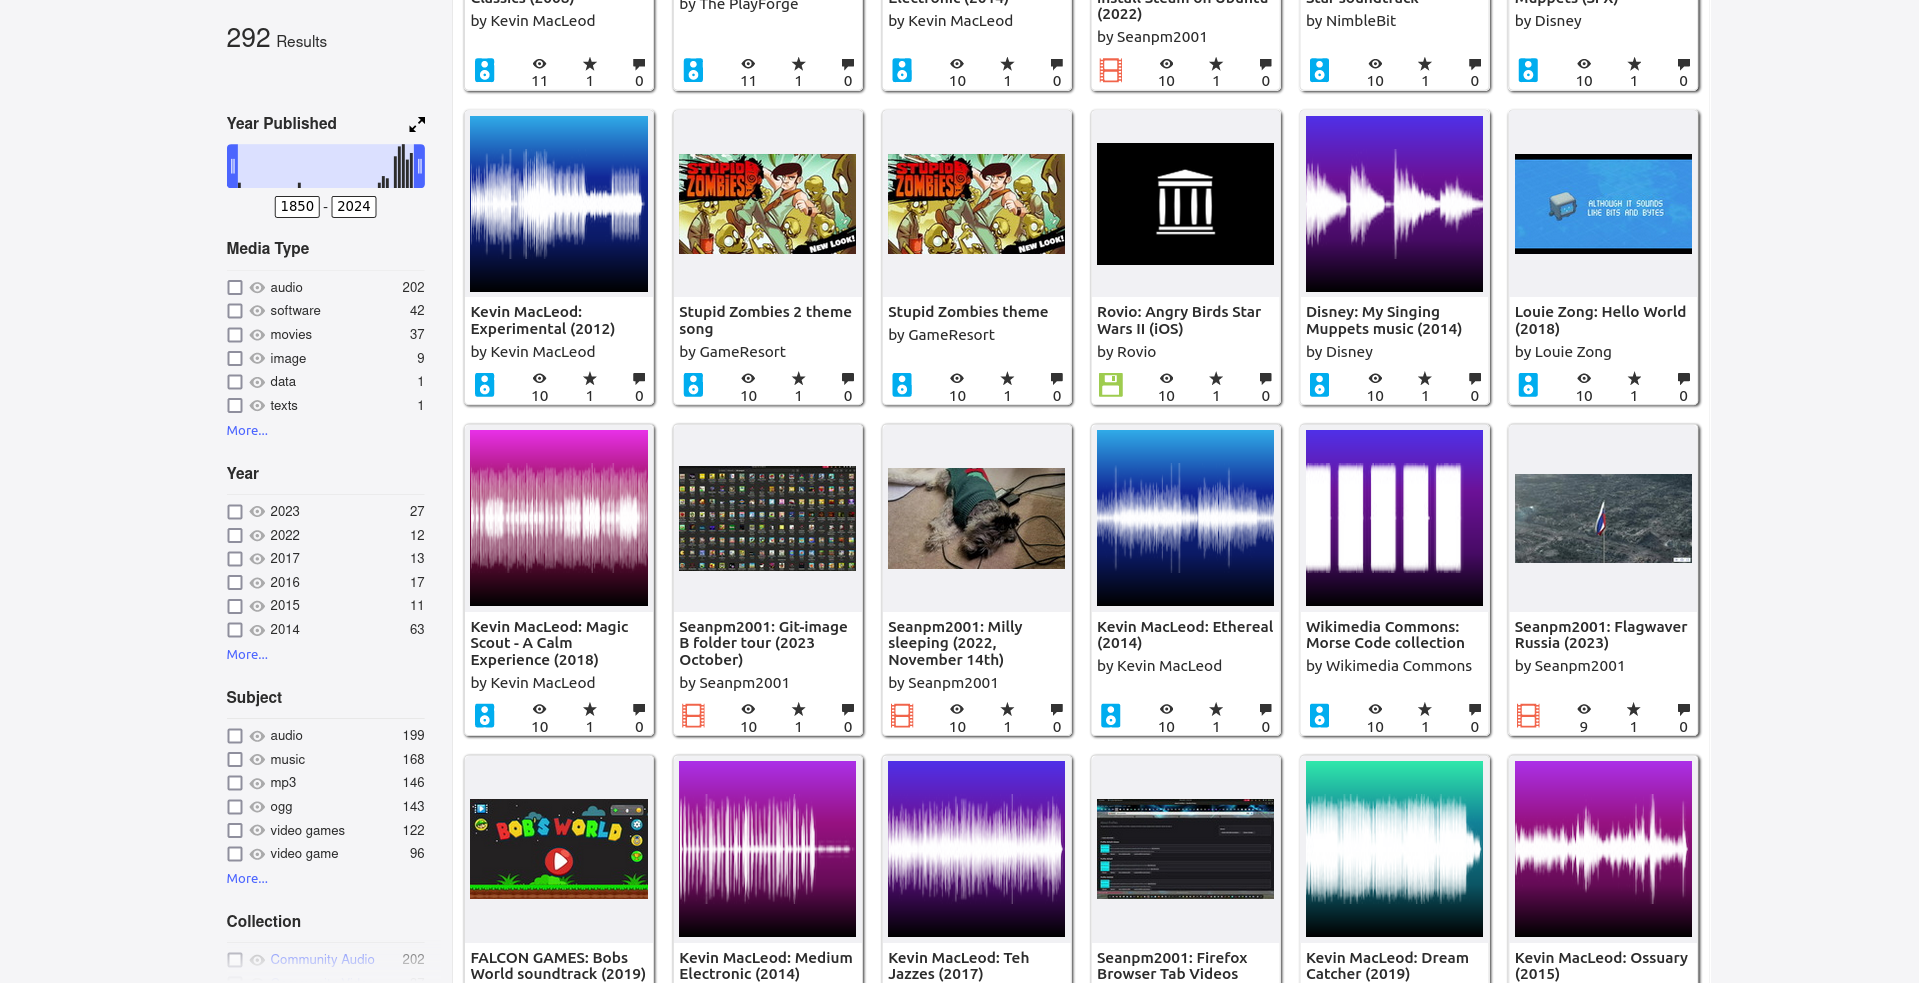 292 Results
Year Published
1850 - 2024
Media Type
audio 202
software 42
movies 37
image 9
data 1
texts 1
More...
Year
2023 27
2022 12
2017 13
2016 17
2015 11
2014 63
More...
Subject
audio 199
music 168
mp3 146
ogg 143
video games 122
video game 96
More...
Collection
Community Audio 202
by Kevin MacLeod
11 1 0
by The PlayForge
11 1 0
by Kevin MacLeod
10 1 0
Install Steam on Ubuntu
(2022)
by Seanpm2001
10 1 0
by NimbleBit
10 1 0
by Disney
10 1 0
Kevin MacLeod:
Experimental (2012)
by Kevin MacLeod
10 1 0
STUPID
ZOMBIES
NEW LOOK!
Stupid Zombies 2 theme
song
by GameResort
10 1 0
STUPID
ZOMBIES
NEW LOOK!
Stupid Zombies theme
by GameResort
10 1 0
Rovio: Angry Birds Star
Wars II (iOS)
by Rovio
10 1 0
Disney: My Singing
Muppets music (2014)
by Disney
10 1 0
ALTHOUGH IT SOUNDS
LIKE BITS AND BYTES
Louie Zong: Hello World
(2018)
by Louie Zong
10 1 0
Kevin MacLeod: Magic
Scout - A Calm
Experience (2018)
by Kevin MacLeod
10 1 0
Seanpm2001: Git-image
B folder tour (2023
October)
by Seanpm2001
10 1 0
Seanpm2001: Milly
sleeping (2022,
November 14th)
by Seanpm2001
10 1 0
Kevin MacLeod: Ethereal
(2014)
by Kevin MacLeod
10 1 0
Wikimedia Commons:
Morse Code collection
by Wikimedia Commons
10 1 0
Seanpm2001: Flagwaver
Russia (2023)
by Seanpm2001
9 1 0
BOB'S WORLD
FALCON GAMES: Bobs
World soundtrack (2019)
Kevin MacLeod: Medium
Electronic (2014)
Kevin MacLeod: Teh
Jazzes (2017)
Seanpm2001: Firefox
Browser Tab Videos
Kevin MacLeod: Dream
Catcher (2019)
Kevin MacLeod: Ossuary
(2015)